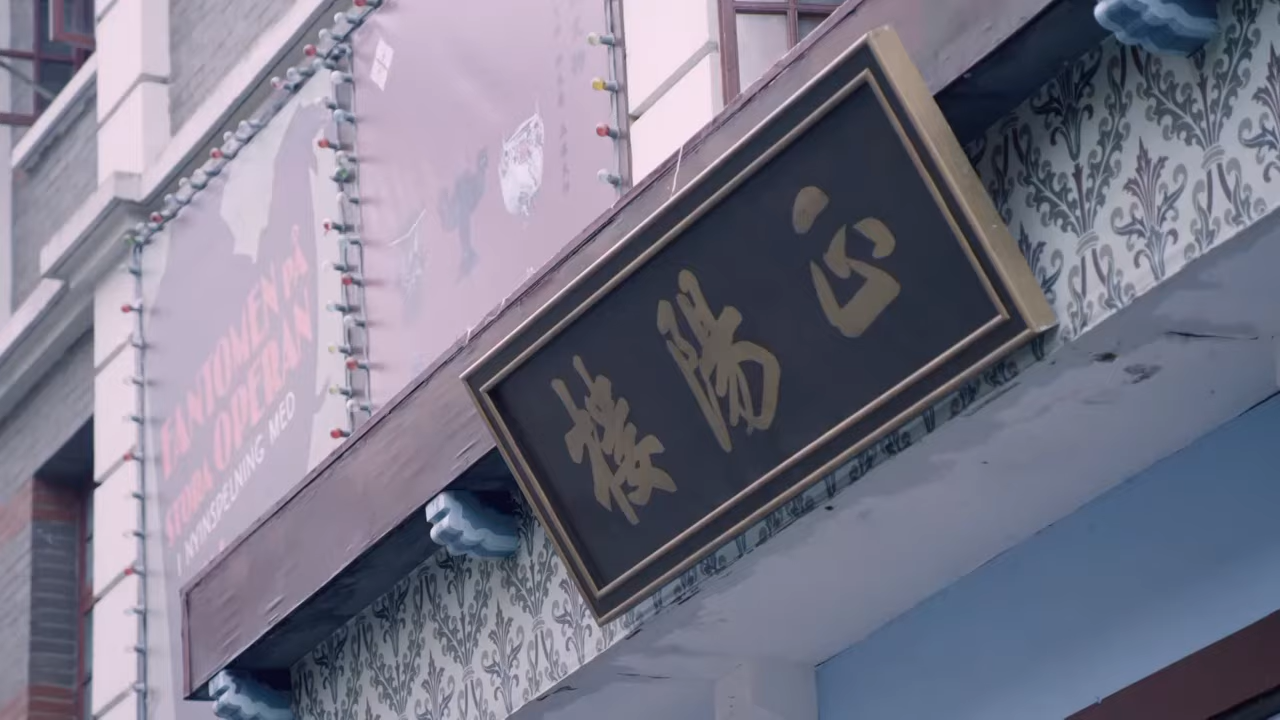 FANTOMEN PÅ
STORA OPERAN
I NYINSPELNING MED
正陽樓